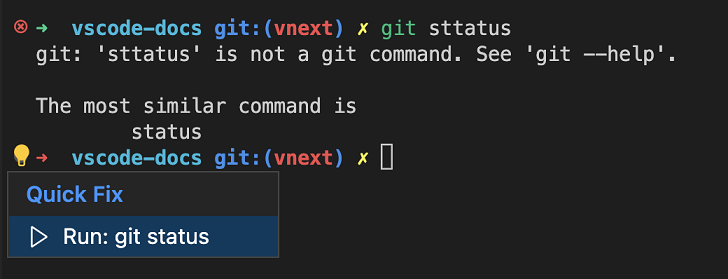 ➜ vscode-docs git:(vnext) ✗ git sttatus
git: 'sttatus' is not a git command. See 'git --help'.
The most similar command is
status
➜ vscode-docs git:(vnext) ✗
Quick Fix
Run: git status